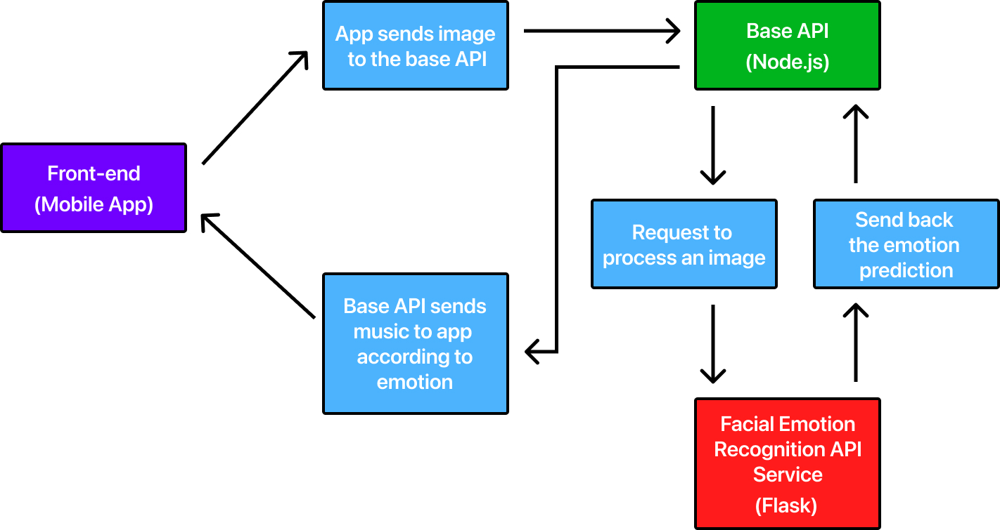 App sends image
to the base API
Base API
(Node.js)
Front-end
(Mobile App)
Request to
process an image
Send back
the emotion
prediction
Base API sends
music to app
according to
emotion
Facial Emotion
Recognition API
Service
(Flask)